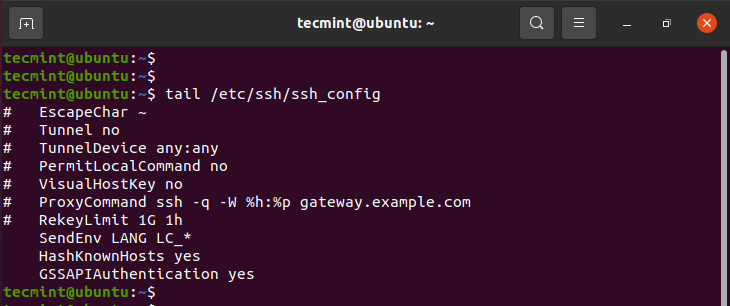 tecmint@ubuntu: ~
tecmint@ubuntu:~$
tecmint@ubuntu:~$
tecmint@ubuntu:~$ tail /etc/ssh/ssh_config
#   EscapeChar ~
#   Tunnel no
#   TunnelDevice any:any
#   PermitLocalCommand no
#   VisualHostKey no
#   ProxyCommand ssh -q -W %h:%p gateway.example.com
#   RekeyLimit 1G 1h
    SendEnv LANG LC_*
    HashKnownHosts yes
    GSSAPIAuthentication yes
tecmint@ubuntu:~$
tecmint@ubuntu:~$